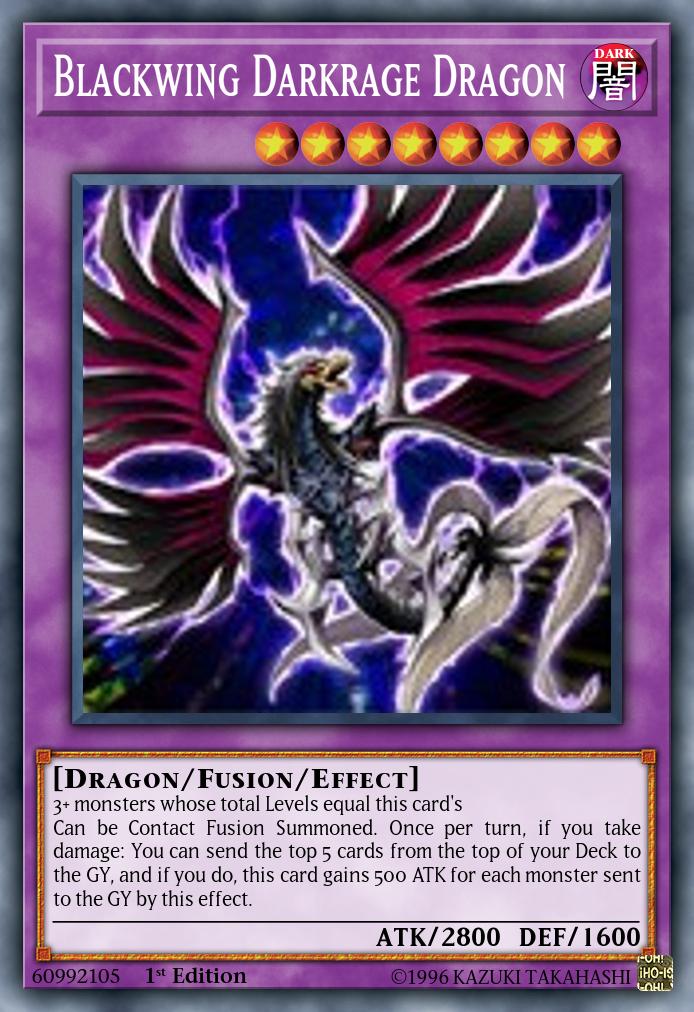 Blackwing Darkrage Dragon
DARK
闇
[Dragon/Fusion/Effect]
3+ monsters whose total Levels equal this card's
Can be Contact Fusion Summoned. Once per turn, if you take
damage: You can send the top 5 cards from the top of your Deck to
the GY, and if you do, this card gains 500 ATK for each monster sent
to the GY by this effect.
ATK/2800 DEF/1600
60992105 1st Edition ©1996 KAZUKI TAKAHASHI